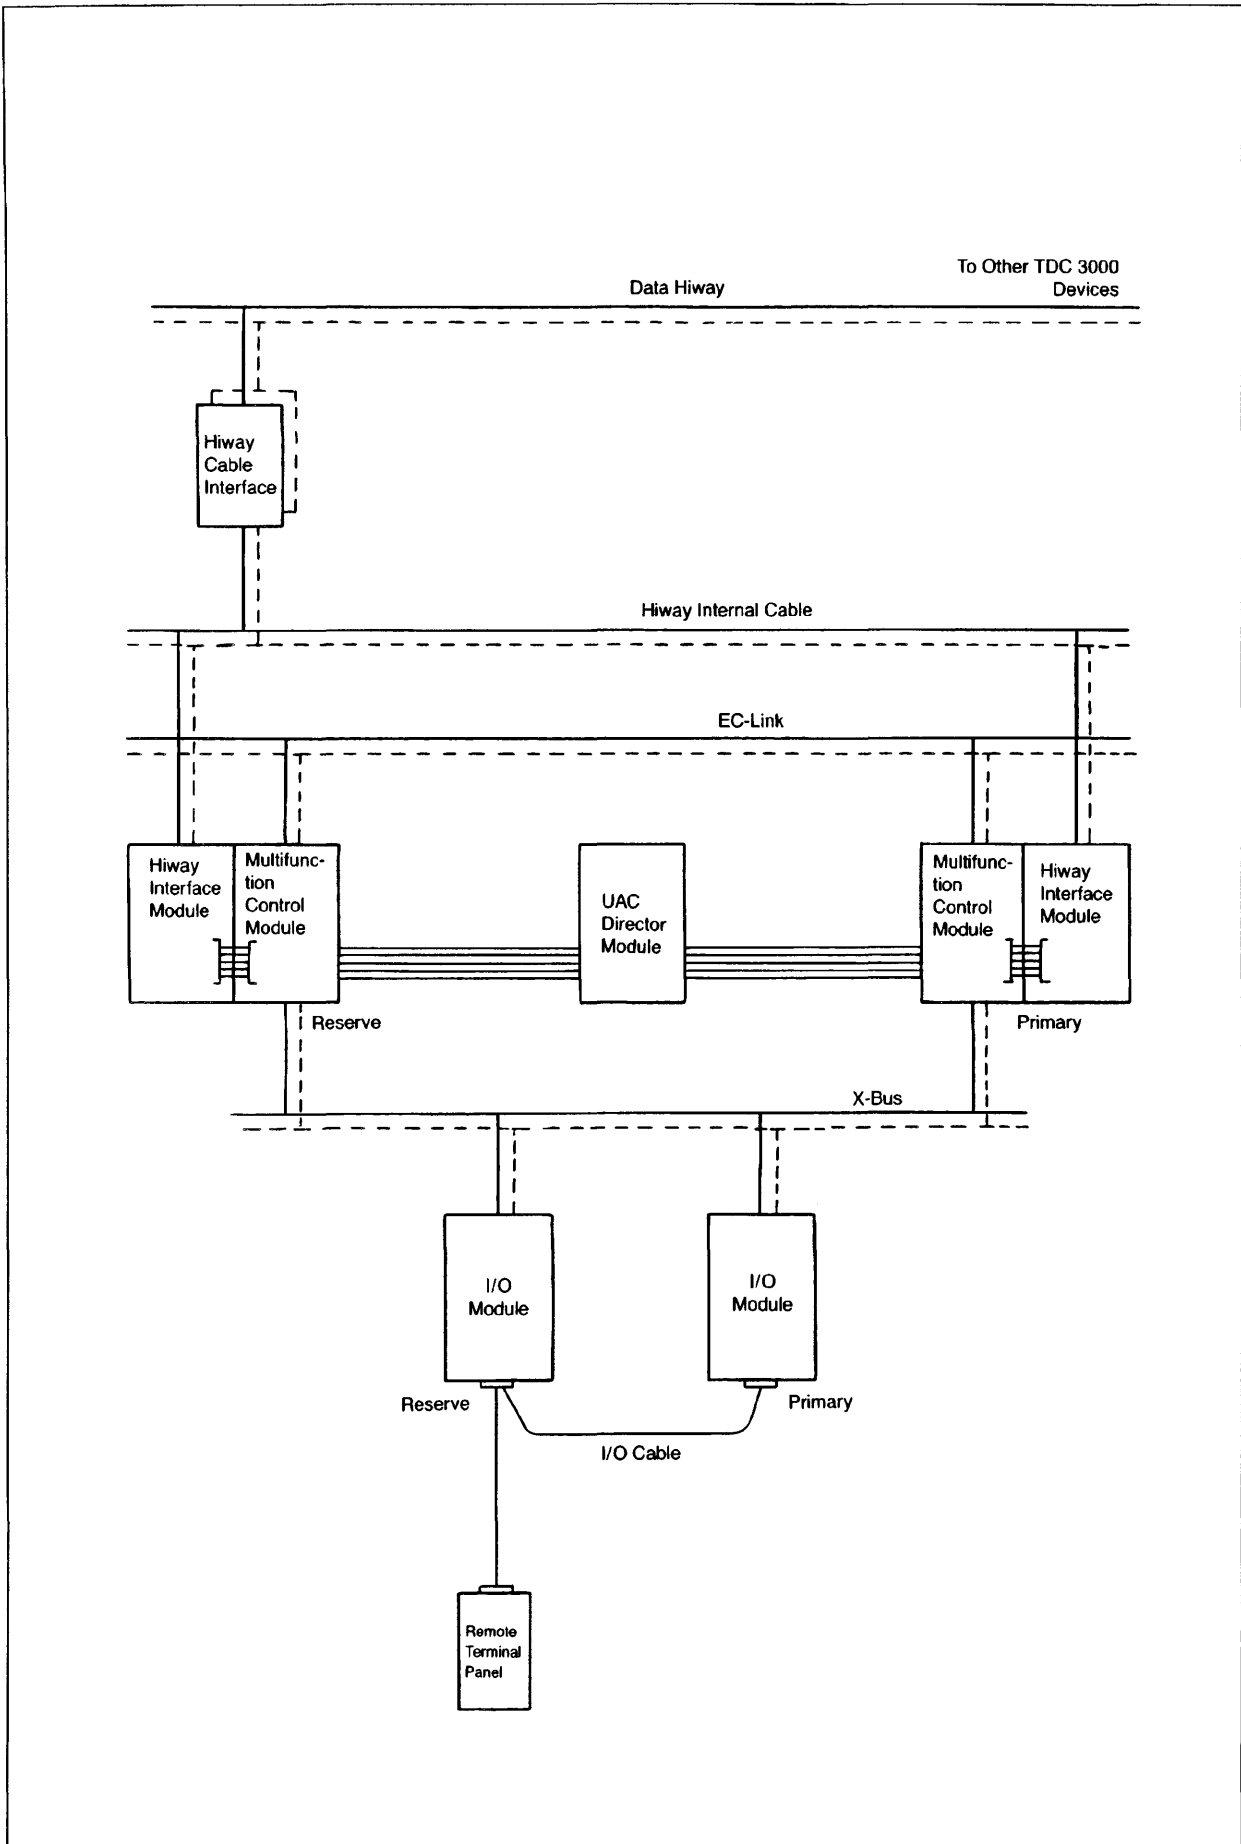 To Other TDC 3000
Devices
Data Hiway
Hiway
Cable
Interface
Hiway Internal Cable
EC-Link
Hiway
Interface
Module
Multifunc-
tion
Control
Module
UAC
Director
Module
Multifunc-
tion
Control
Module
Hiway
Interface
Module
Reserve
Primary
X-Bus
I/O
Module
I/O
Module
Reserve
Primary
I/O Cable
Remote
Terminal
Panel